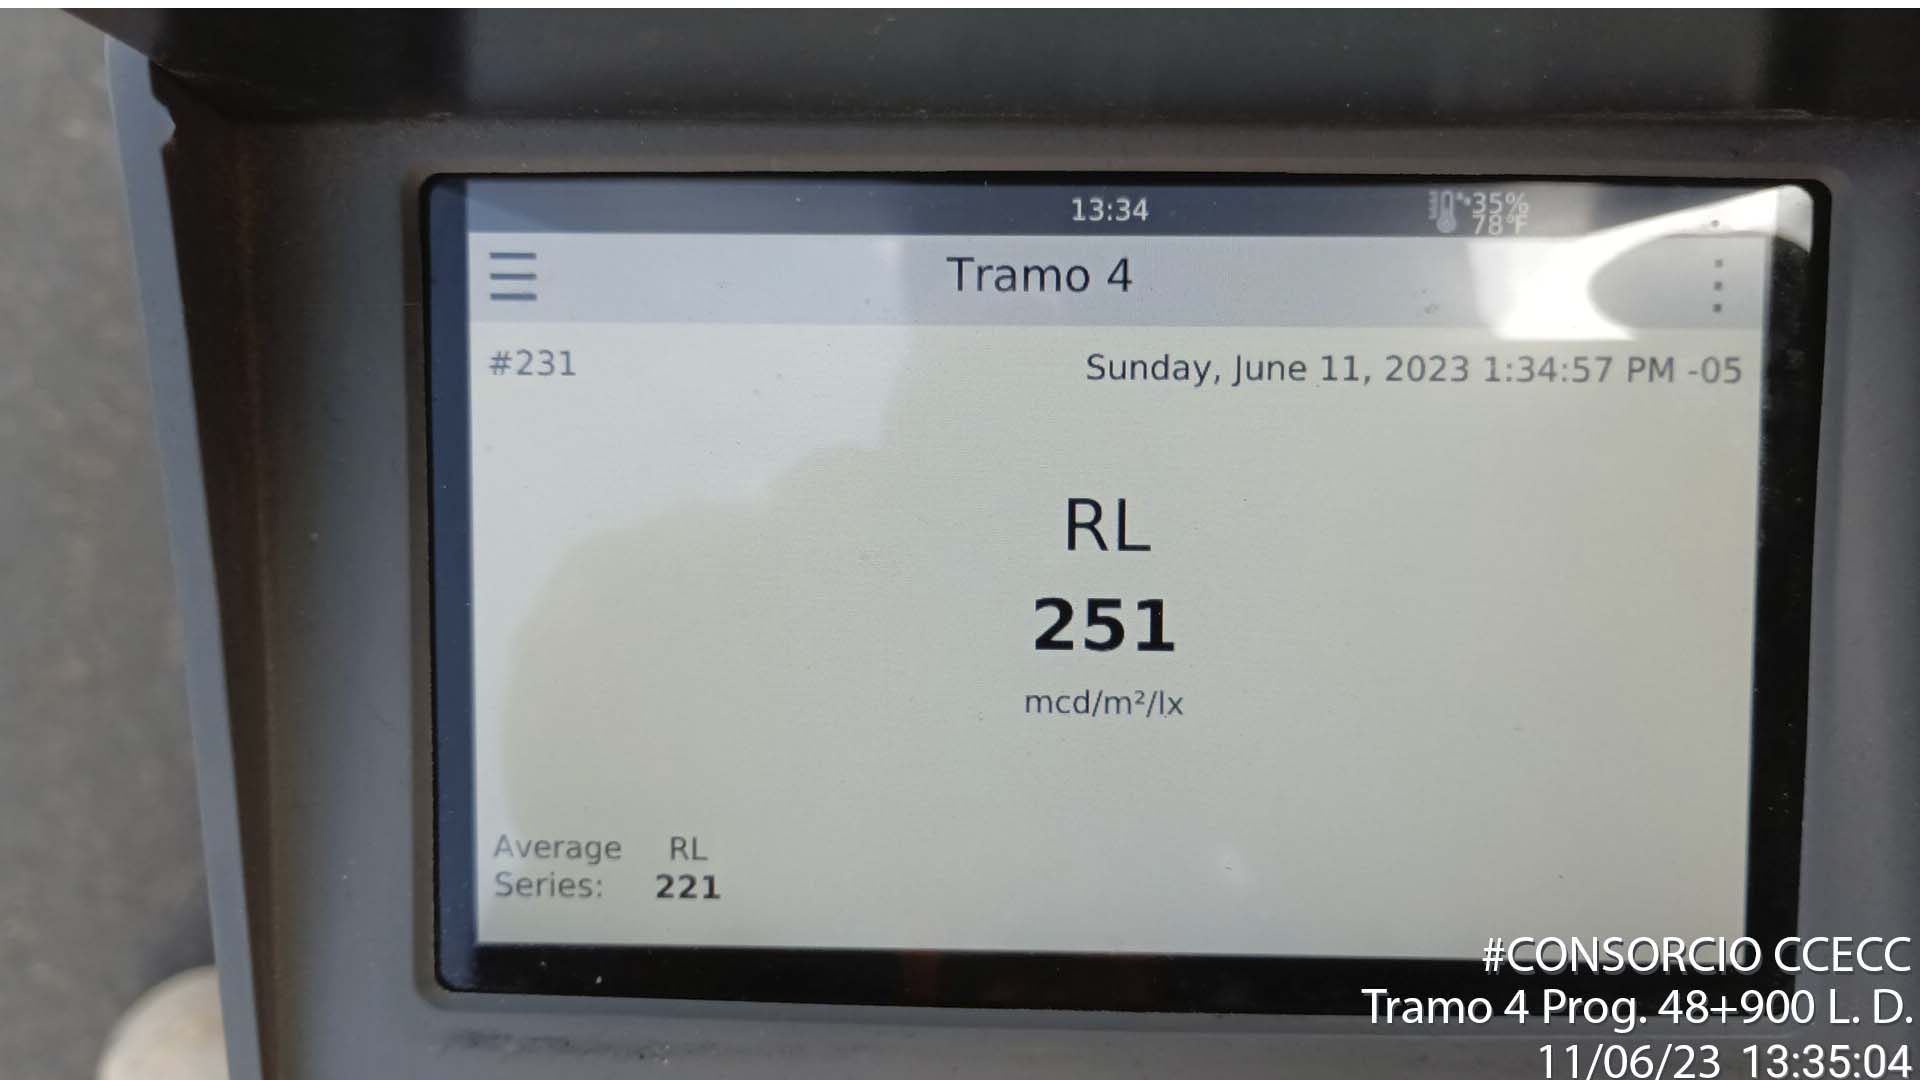 13:34
35%
78°F
Tramo 4
#231
Sunday, June 11, 2023 1:34:57 PM -05
RL
251
mcd/m²/lx
Average RL
Series: 221
#CONSORCIO CCECC
Tramo 4 Prog. 48+900 L. D.
11/06/23 13:35:04